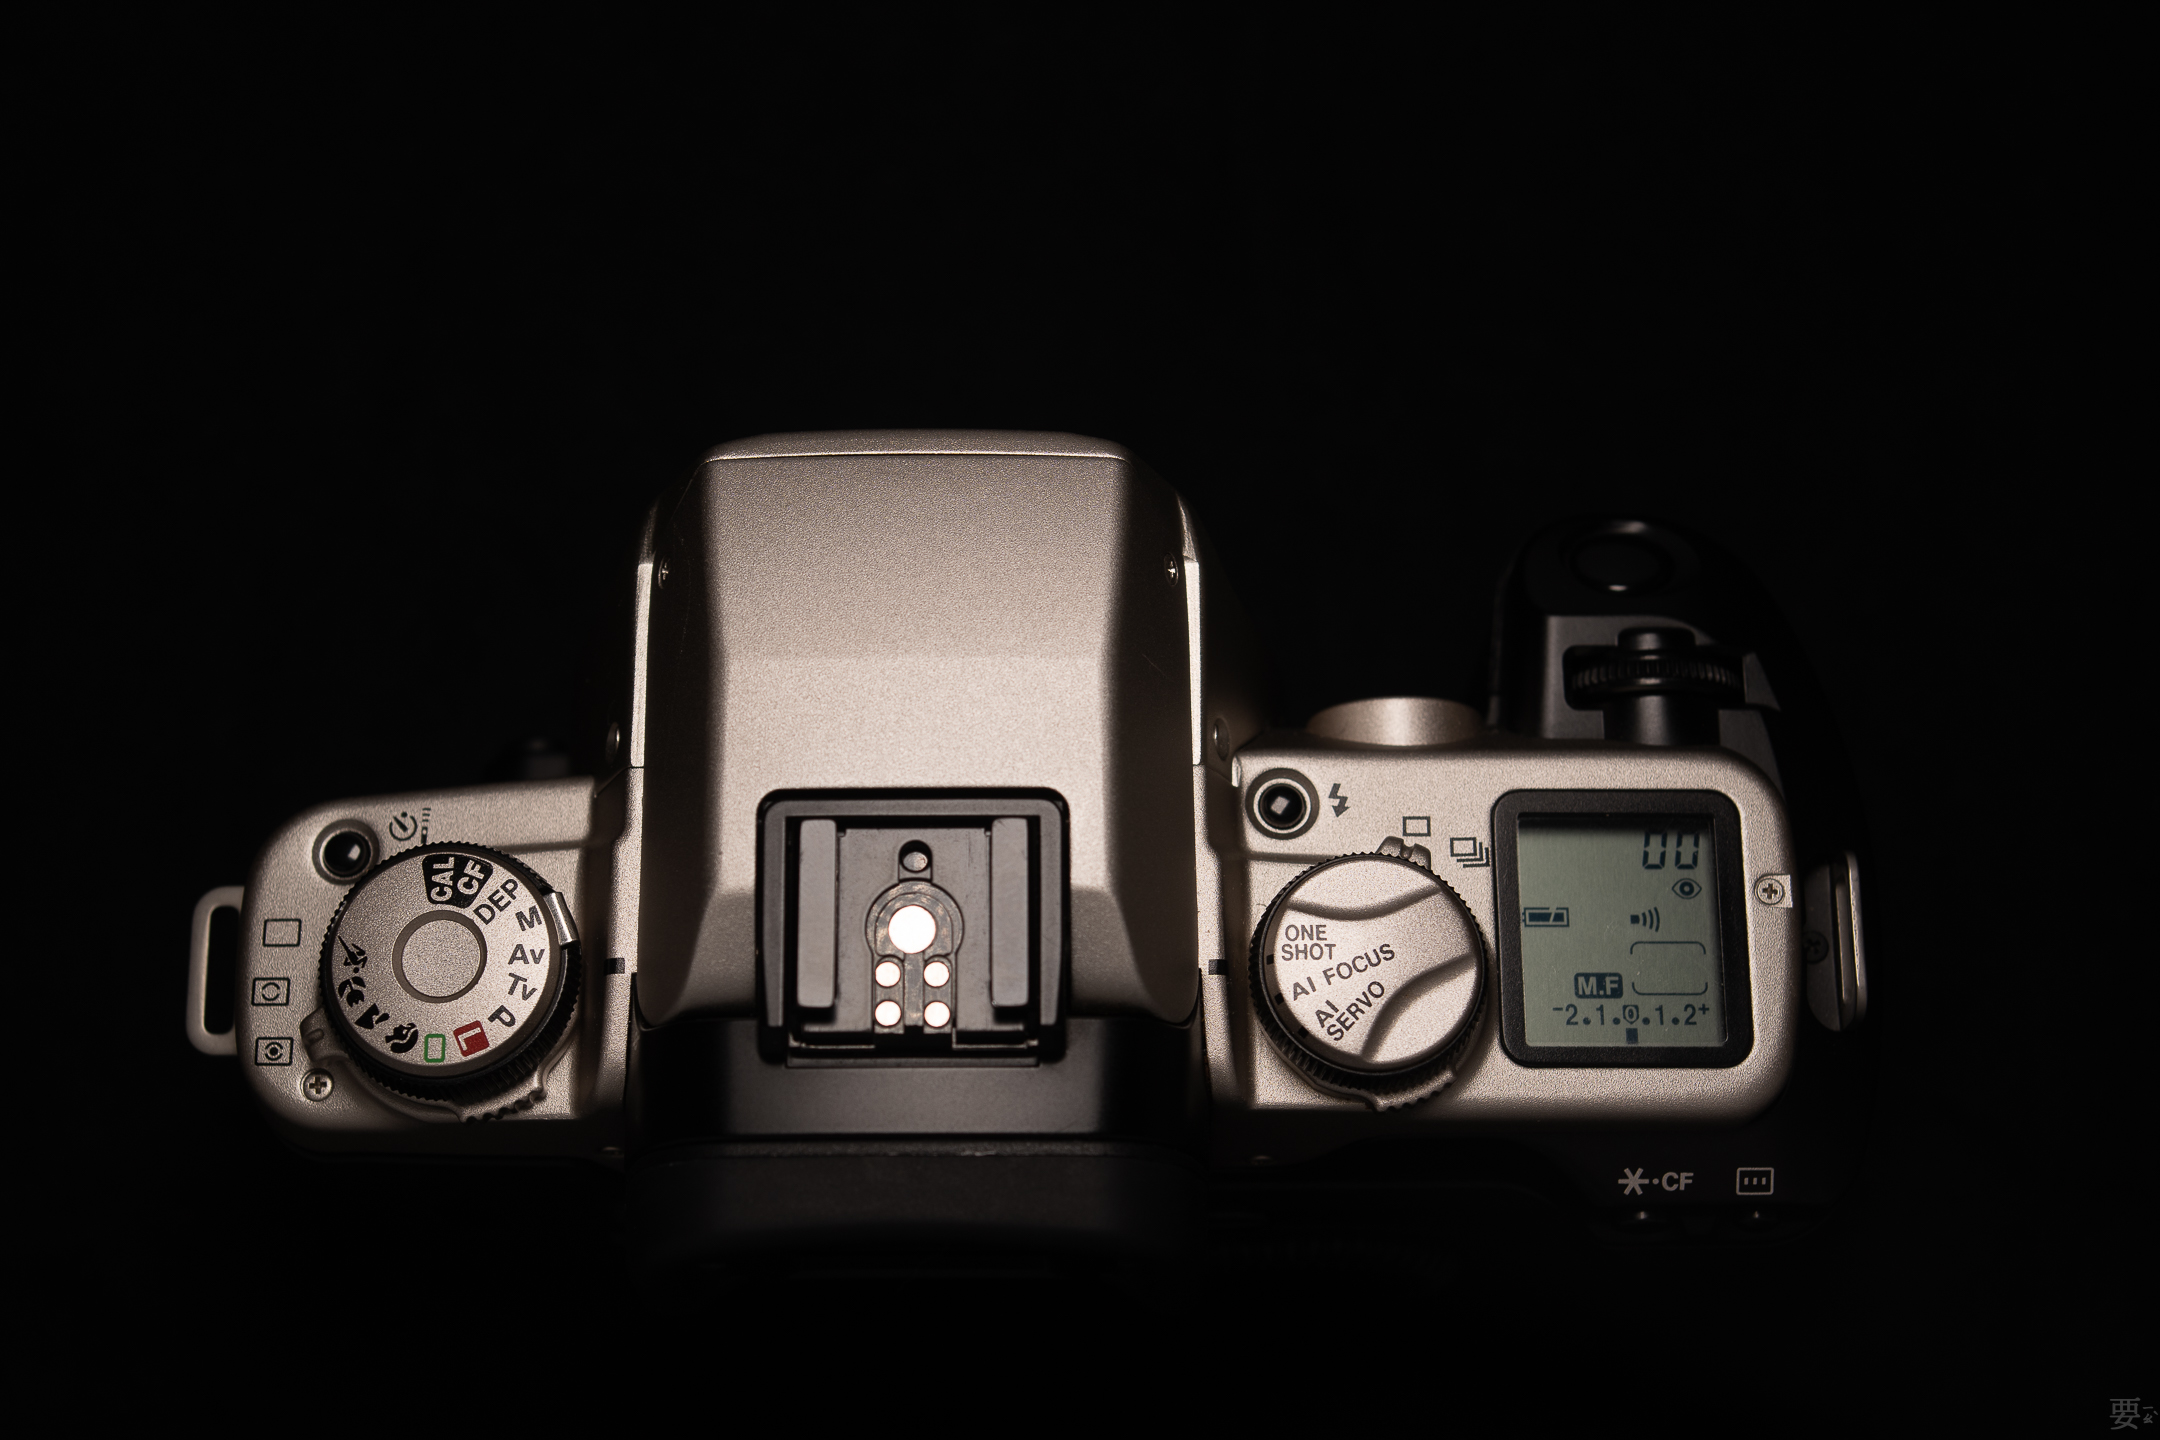 CAL
CF
DEP
M
Av
Tv
P
L
ONE
SHOT
AI FOCUS
AI
SERVO
00
M.F
-2.1.0.1.2+
*·CF
要